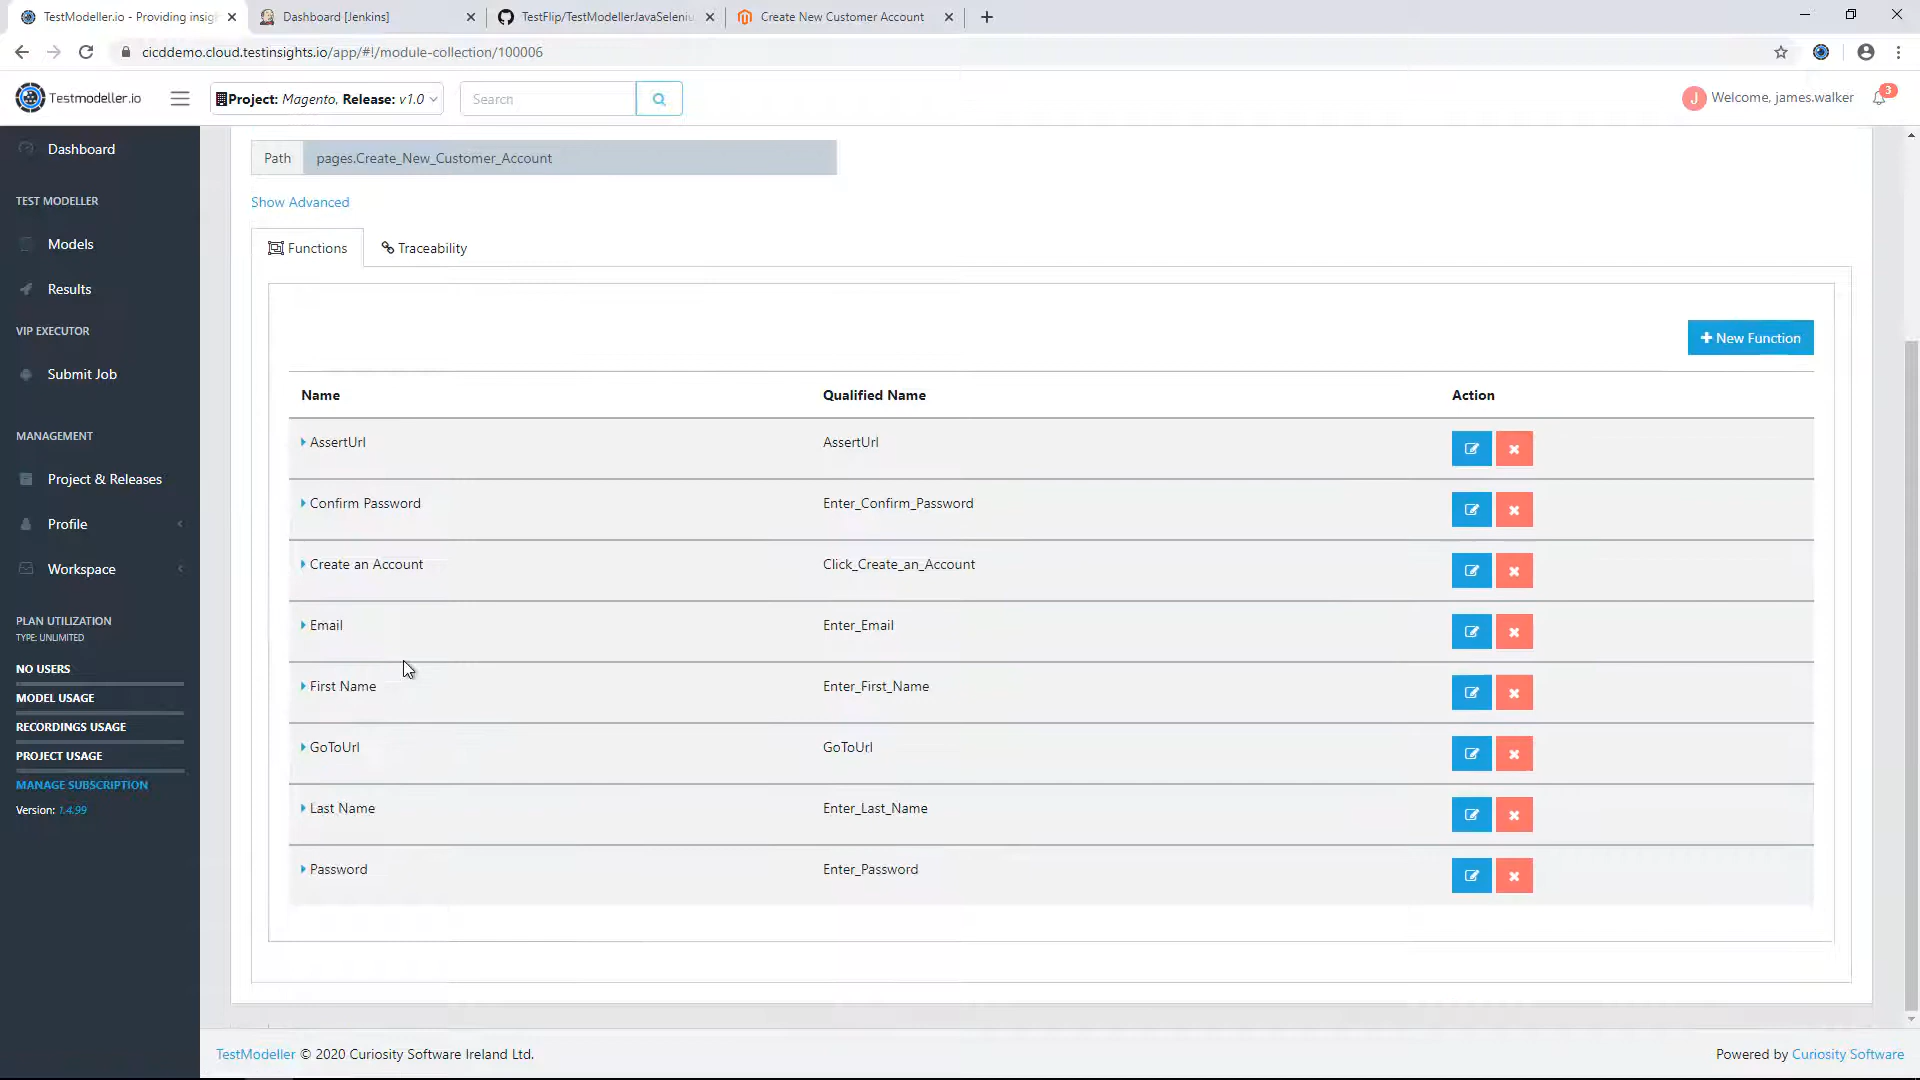 TestModeller.io - Providing insig
Dashboard [Jenkins]
TestFlip/TestModellerJavaSeleniu
Create New Customer Account
cicddemo.cloud.testinsights.io/app/#!/module-collection/100006
Testmodeller.io
Project: Magento, Release: v1.0
Search
J
Welcome, james.walker
3
Dashboard
TEST MODELLER
Models
Results
VIP EXECUTOR
Submit Job
MANAGEMENT
Project & Releases
Profile
Workspace
PLAN UTILIZATION
TYPE: UNLIMITED
NO USERS
MODEL USAGE
RECORDINGS USAGE
PROJECT USAGE
MANAGE SUBSCRIPTION
Version: 1.4.99
Path
pages.Create_New_Customer_Account
Show Advanced
Functions
Traceability
New Function
Name
Qualified Name
Action
AssertUrl
AssertUrl
Confirm Password
Enter_Confirm_Password
Create an Account
Click_Create_an_Account
Email
Enter_Email
First Name
Enter_First_Name
GoToUrl
GoToUrl
Last Name
Enter_Last_Name
Password
Enter_Password
TestModeller © 2020 Curiosity Software Ireland Ltd.
Powered by Curiosity Software